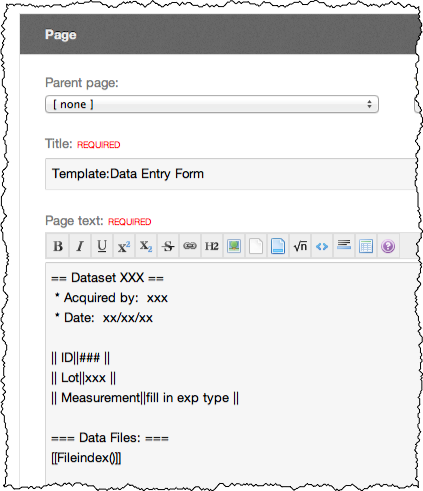 Page
Parent page:
[ none ]
Title: REQUIRED
Template:Data Entry Form
Page text: REQUIRED
B I U X² X₂ S H2 √n <> ?
== Dataset XXX ==
* Acquired by:  xxx
* Date:  xx/xx/xx
|| ID||### ||
|| Lot||xxx ||
|| Measurement||fill in exp type ||
=== Data Files: ===
[[Fileindex()]]